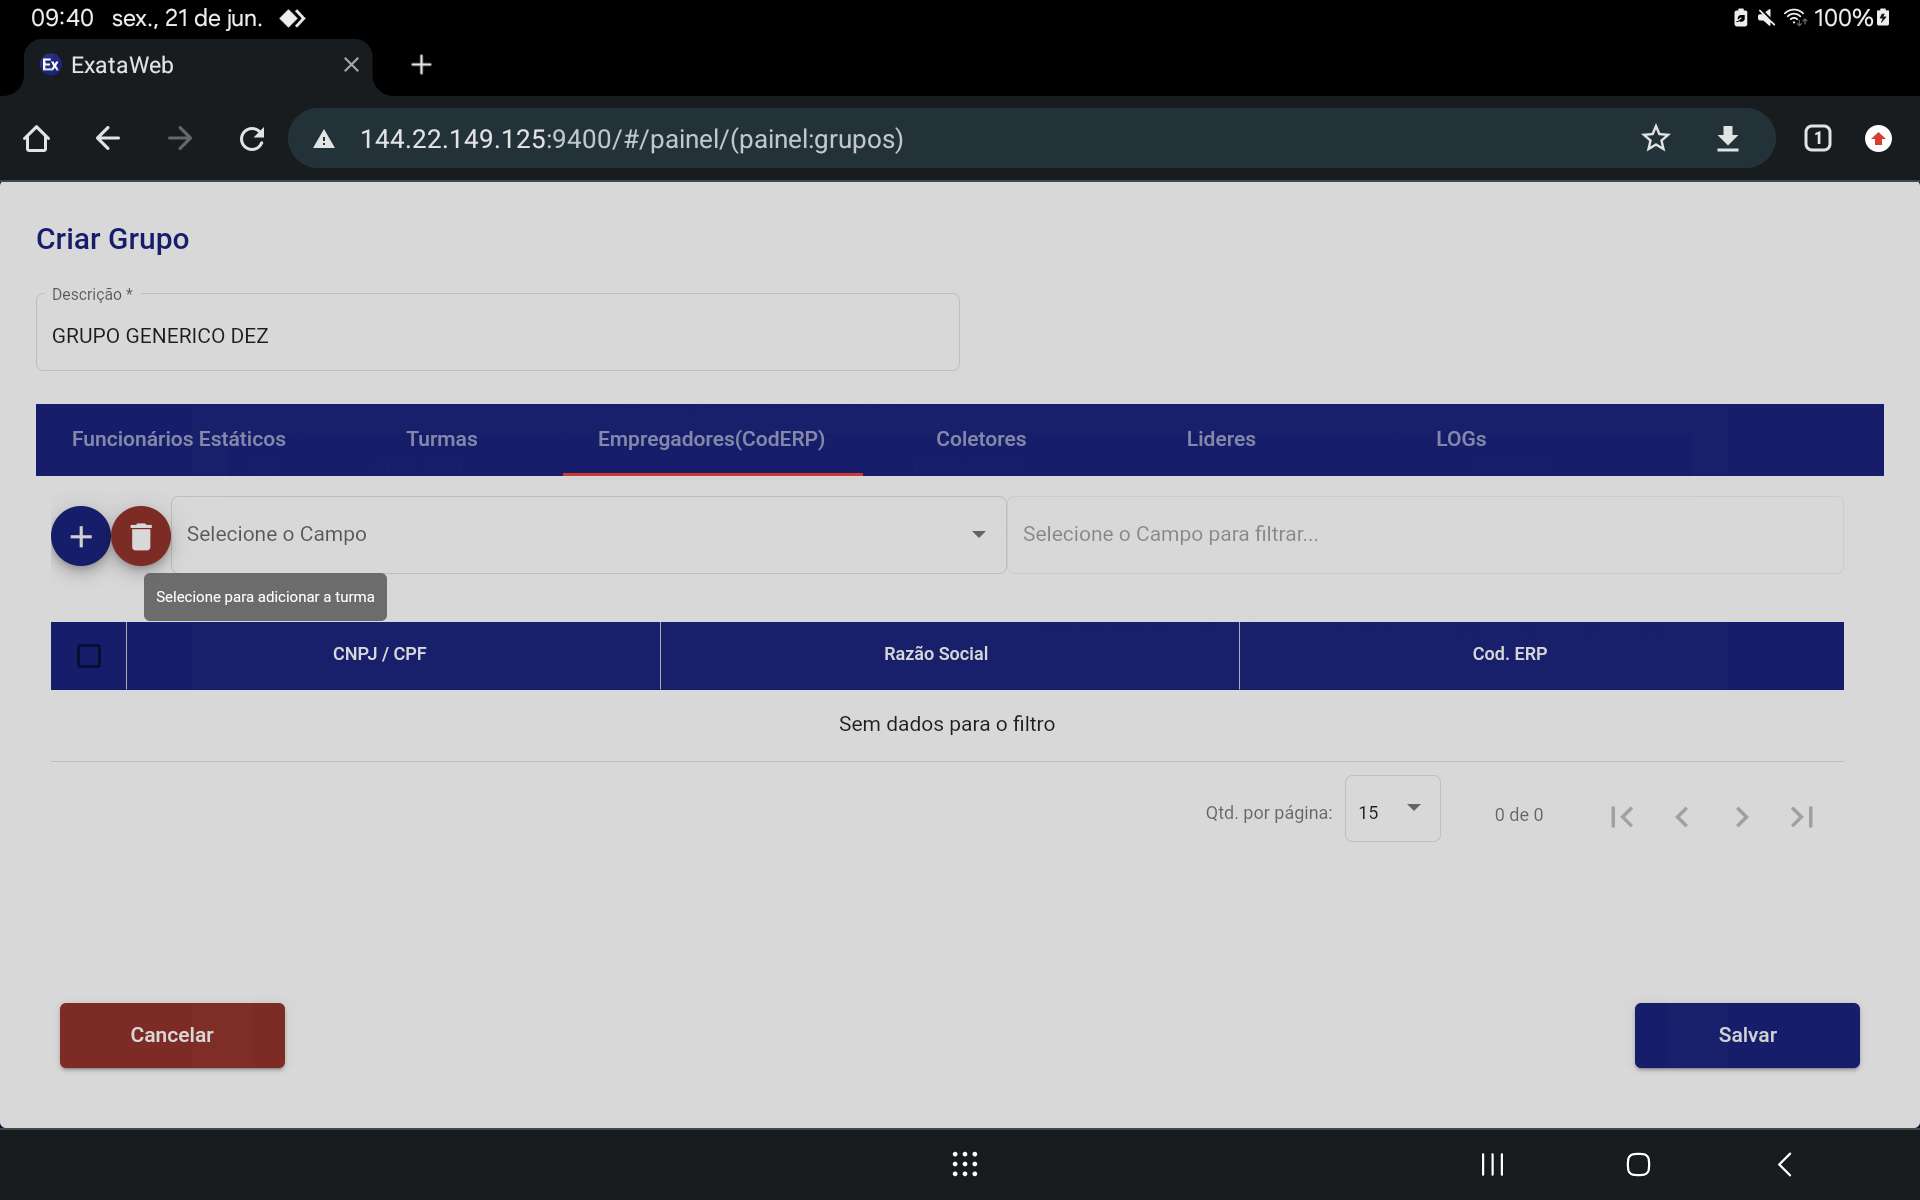 09:40 sex., 21 de jun.
100%
Ex ExataWeb
144.22.149.125:9400/#/painel/(painel:grupos)
1
Criar Grupo
Descrição *
GRUPO GENERICO DEZ
Funcionários Estáticos Turmas Empregadores(CodERP) Coletores Lideres LOGs
Selecione o Campo Selecione o Campo para filtrar...
Selecione para adicionar a turma
CNPJ / CPF Razão Social Cod. ERP
Sem dados para o filtro
Qtd. por página: 15 0 de 0
Cancelar Salvar